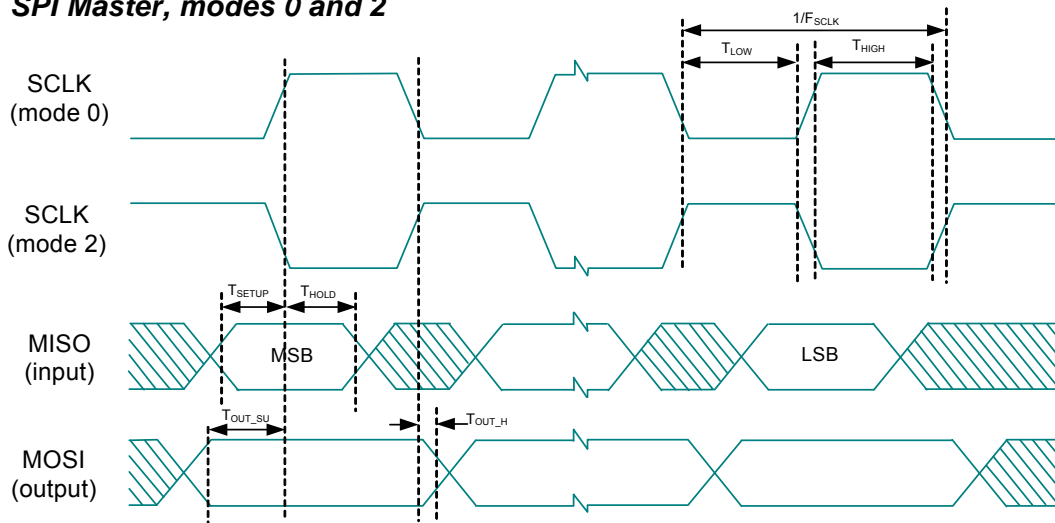 SPI Master, modes 0 and 2
1/FSCLK
TLOW
THIGH
SCLK
(mode 0)
SCLK
(mode 2)
TSETUP
THOLD
MISO
(input)
MSB
LSB
TOUT_SU
TOUT_H
MOSI
(output)